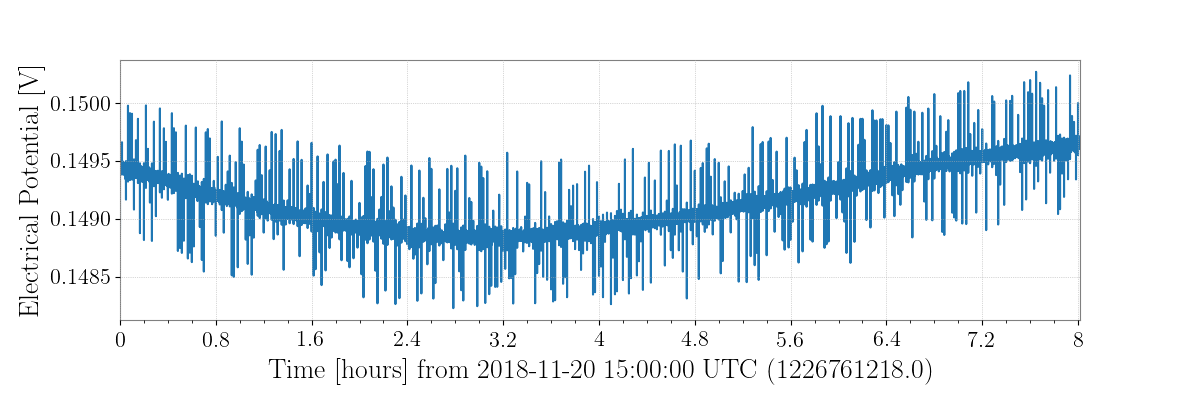 Electrical Potential [V]
0.1500
0.1495
0.1490
0.1485
0 0.8 1.6 2.4 3.2 4 4.8 5.6 6.4 7.2 8
Time [hours] from 2018-11-20 15:00:00 UTC (1226761218.0)